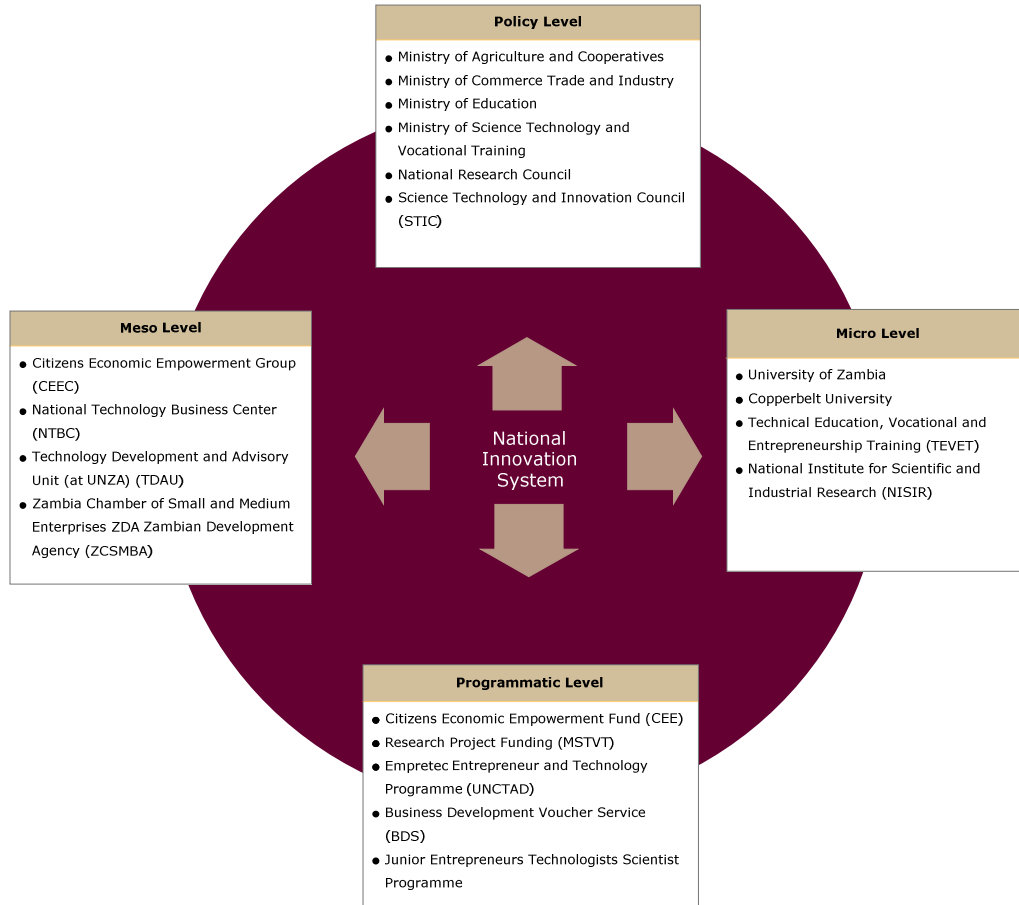 Policy Level
● Ministry of Agriculture and Cooperatives
● Ministry of Commerce Trade and Industry
● Ministry of Education
● Ministry of Science Technology and
Vocational Training
● National Research Council
● Science Technology and Innovation Council
(STIC)
Meso Level
● Citizens Economic Empowerment Group
(CEEC)
● National Technology Business Center
(NTBC)
● Technology Development and Advisory
Unit (at UNZA) (TDAU)
● Zambia Chamber of Small and Medium
Enterprises ZDA Zambian Development
Agency (ZCSMBA)
National
Innovation
System
Micro Level
● University of Zambia
● Copperbelt University
● Technical Education, Vocational and
Entrepreneurship Training (TEVET)
● National Institute for Scientific and
Industrial Research (NISIR)
Programmatic Level
● Citizens Economic Empowerment Fund (CEE)
● Research Project Funding (MSTVT)
● Empretec Entrepreneur and Technology
Programme (UNCTAD)
● Business Development Voucher Service
(BDS)
● Junior Entrepreneurs Technologists Scientist
Programme